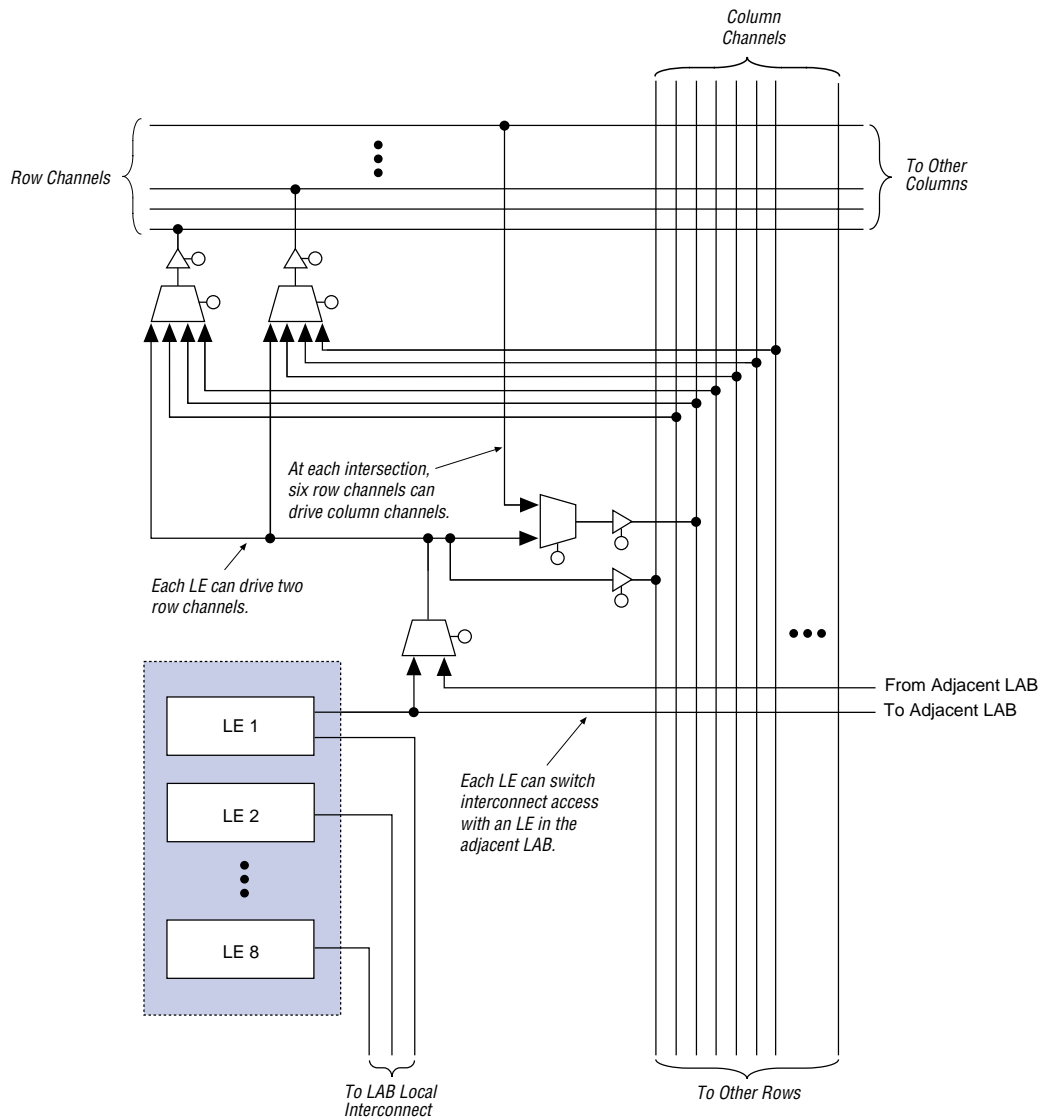 Column
Channels
Row Channels
To Other
Columns
At each intersection,
six row channels can
drive column channels.
Each LE can drive two
row channels.
From Adjacent LAB
To Adjacent LAB
LE 1
Each LE can switch
interconnect access
with an LE in the
adjacent LAB.
LE 2
LE 8
To LAB Local
Interconnect
To Other Rows